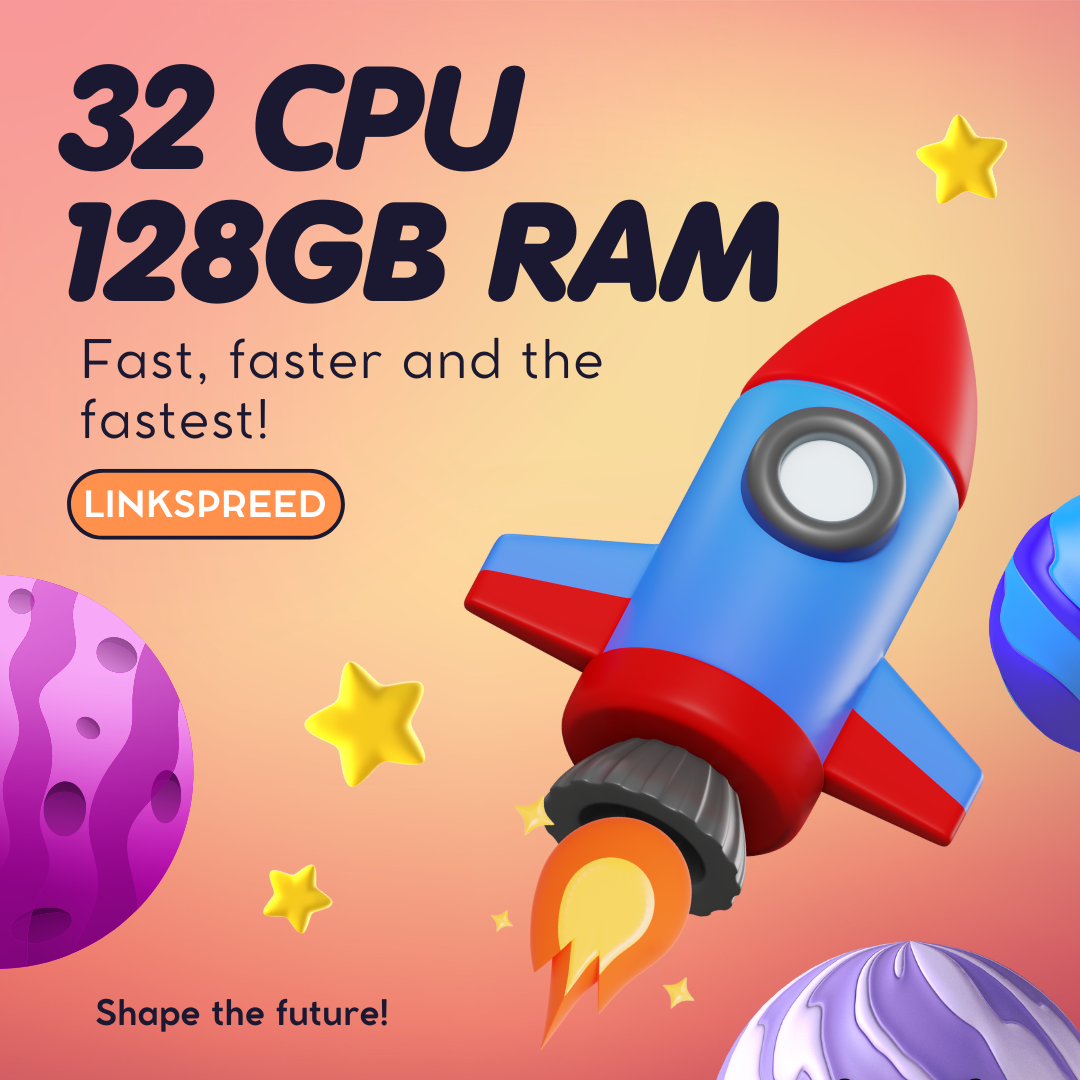 32 CPU
128GB RAM
Fast, faster and the
fastest!
LINKSPREED
Shape the future!